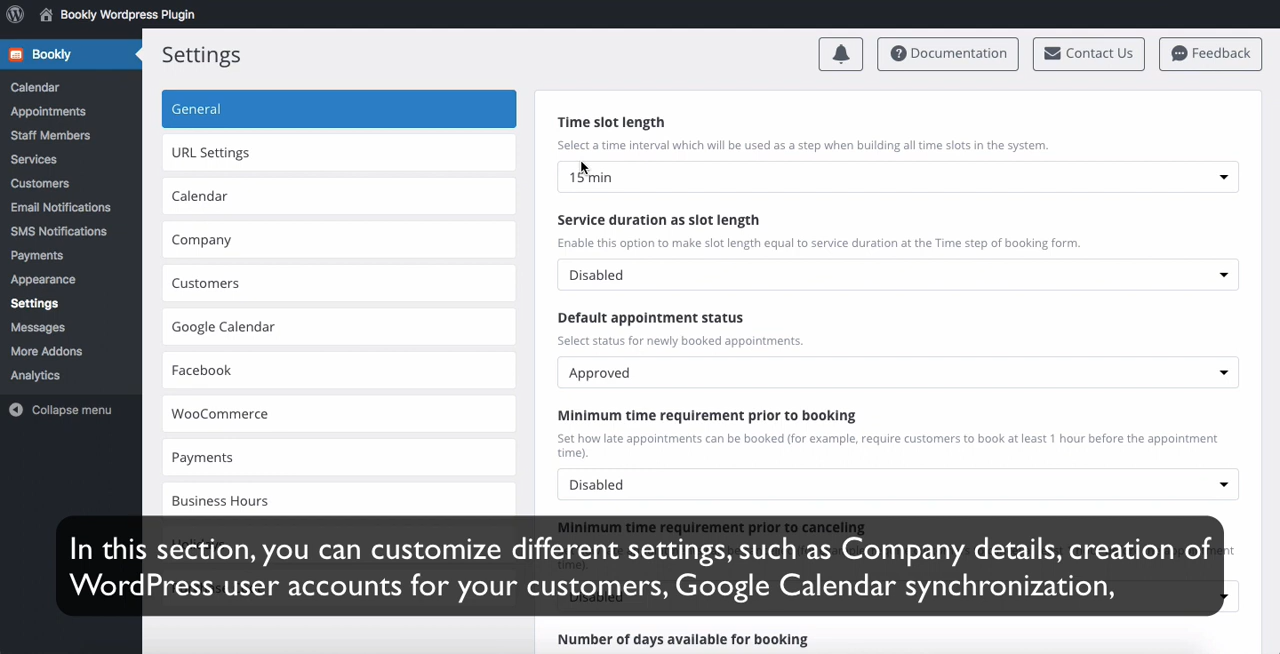 Bookly Wordpress Plugin
Bookly
Calendar
Appointments
Staff Members
Services
Customers
Email Notifications
SMS Notifications
Payments
Appearance
Settings
Messages
More Addons
Analytics
Collapse menu
Settings
Documentation
Contact Us
Feedback
General
URL Settings
Calendar
Company
Customers
Google Calendar
Facebook
WooCommerce
Payments
Business Hours
Time slot length
Select a time interval which will be used as a step when building all time slots in the system.
15 min
Service duration as slot length
Enable this option to make slot length equal to service duration at the Time step of booking form.
Disabled
Default appointment status
Select status for newly booked appointments.
Approved
Minimum time requirement prior to booking
Set how late appointments can be booked (for example, require customers to book at least 1 hour before the appointment
time).
Disabled
Minimum time requirement prior to canceling
time).
Disabled
Number of days available for booking
In this section, you can customize different settings, such as Company details, creation of
WordPress user accounts for your customers, Google Calendar synchronization,